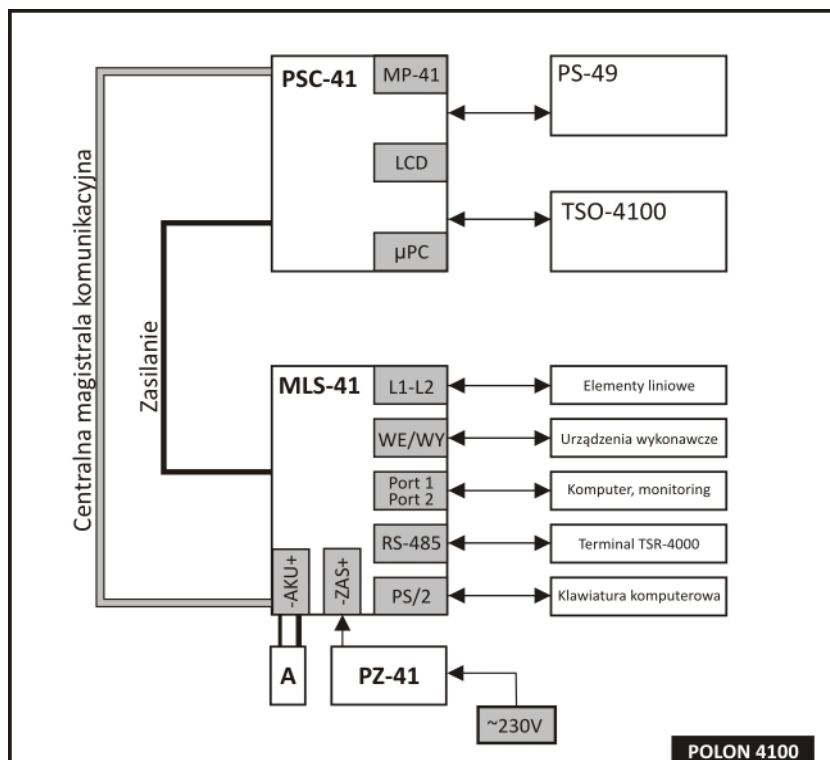 PSC-41
MP-41
LCD
µPC
PS-49
TSO-4100
Centralna magistrala komunikacyjna
Zasilanie
MLS-41
L1-L2
WE/WY
Port 1
Port 2
RS-485
PS/2
-AKU+
-ZAS+
Elementy liniowe
Urządzenia wykonawcze
Komputer, monitoring
Terminal TSR-4000
Klawiatura komputerowa
A
PZ-41
~230V
POLON 4100